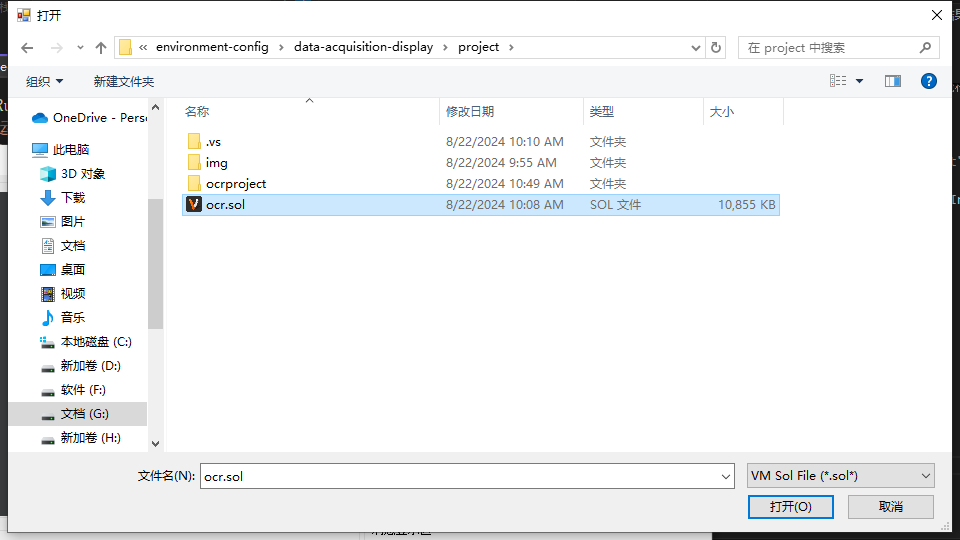 打开
« environment-config › data-acquisition-display › project ›
在 project 中搜索
组织 新建文件夹
名称 修改日期 类型 大小
.vs 8/22/2024 10:10 AM 文件夹
img 8/22/2024 9:55 AM 文件夹
ocrproject 8/22/2024 10:49 AM 文件夹
ocr.sol 8/22/2024 10:08 AM SOL 文件 10,855 KB
OneDrive - Perso
此电脑
3D 对象
下载
图片
文档
桌面
视频
音乐
本地磁盘 (C:)
新加卷 (D:)
软件 (F:)
文档 (G:)
新加卷 (H:)
文件名(N): ocr.sol VM Sol File (*.sol*)
打开(O) 取消